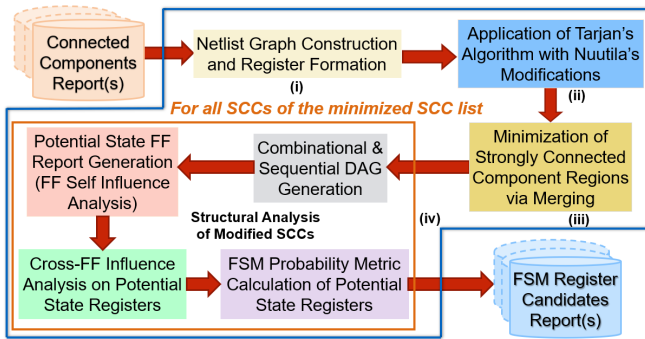 Connected
Components
Report(s)
Netlist Graph Construction
and Register Formation
(i)
Application of Tarjan's
Algorithm with Nuutila's
Modifications
(ii)
For all SCCs of the minimized SCC list
Minimization of
Strongly Connected
Component Regions
via Merging
(iii)
Combinational &
Sequential DAG
Generation
Potential State FF
Report Generation
(FF Self Influence
Analysis)
Structural Analysis
of Modified SCCs
(iv)
Cross-FF Influence
Analysis on Potential
State Registers
FSM Probability Metric
Calculation of Potential
State Registers
FSM Register
Candidates
Report(s)